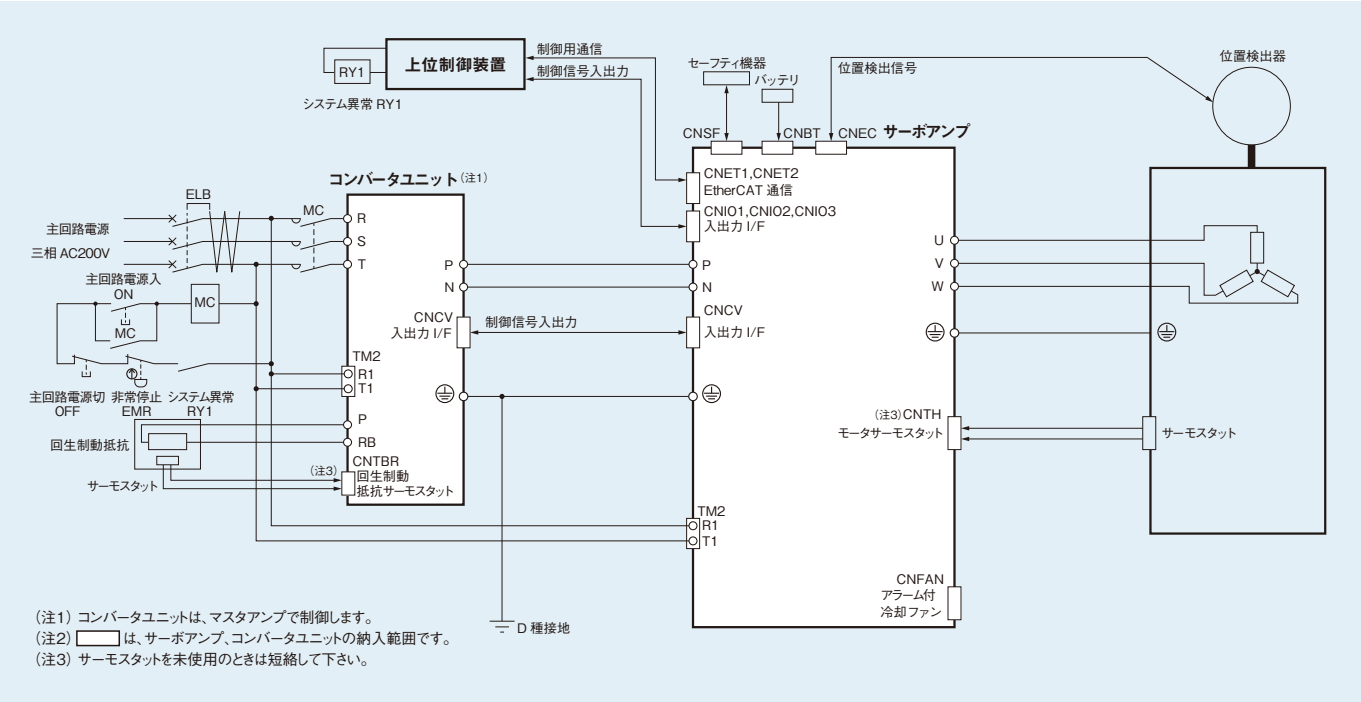 上位制御装置
RY1
システム異常 RY1
制御用通信
制御信号入出力
セーフティ機器
バッテリ
位置検出信号
位置検出器
CNSF
CNBT
CNEC
サーボアンプ
CNET1,CNET2
EtherCAT 通信
CNIO1,CNIO2,CNIO3
入出力 I/F
コンバータユニット(注1)
ELB
MC
主回路電源
三相 AC200V
R
S
T
P
N
P
N
U
V
W
主回路電源入
ON
MC
MC
CNCV
入出力 I/F
制御信号入出力
CNCV
入出力 I/F
TM2
R1
T1
主回路電源切
OFF
非常停止
EMR
システム異常
RY1
P
RB
回生制動抵抗
サーモスタット
(注3)
CNTBR
回生制動
抵抗サーモスタット
(注3)CNTH
モータサーモスタット
サーモスタット
TM2
R1
T1
CNFAN
アラーム付
冷却ファン
D 種接地
(注1) コンバータユニットは、マスタアンプで制御します。
(注2) は、サーボアンプ、コンバータユニットの納入範囲です。
(注3) サーモスタットを未使用のときは短絡して下さい。